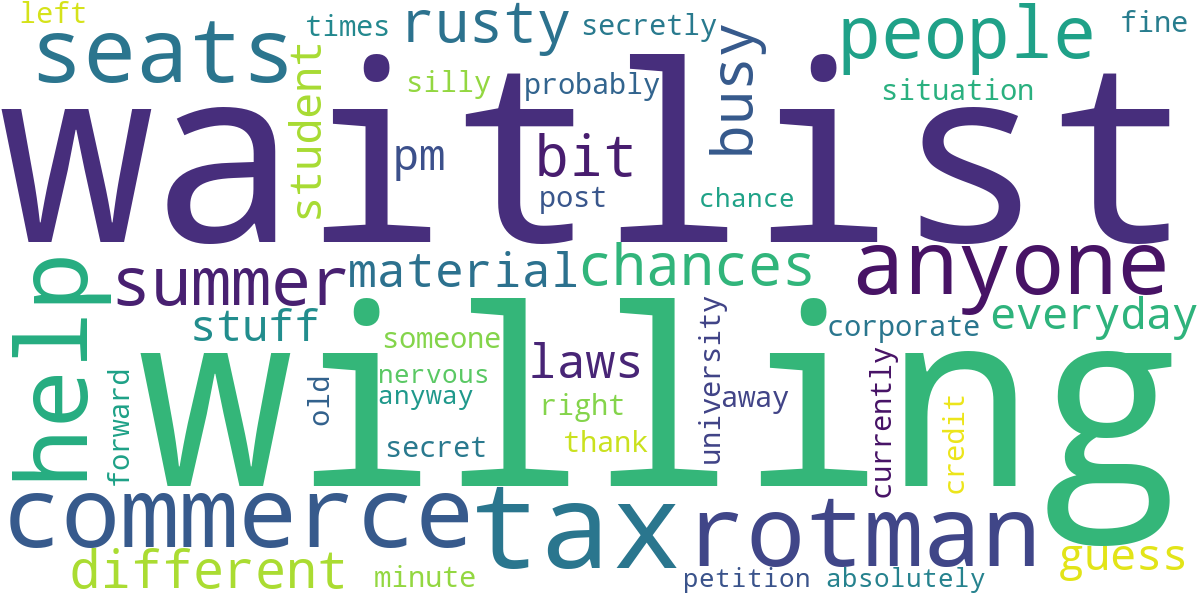 left
times
rusty
secretly
people
fine
seats
student
silly
probably
busy
situation
waitlist
pm
bit
post
chance
help
summer
material
chances
anyone
stuff
someone
laws
university
corporate
everyday
willing
forward
old
nervous
anyway
right
away
currently
credit
secret
thank
commerce
tax
rotman
different
minute
petition
absolutely
guess